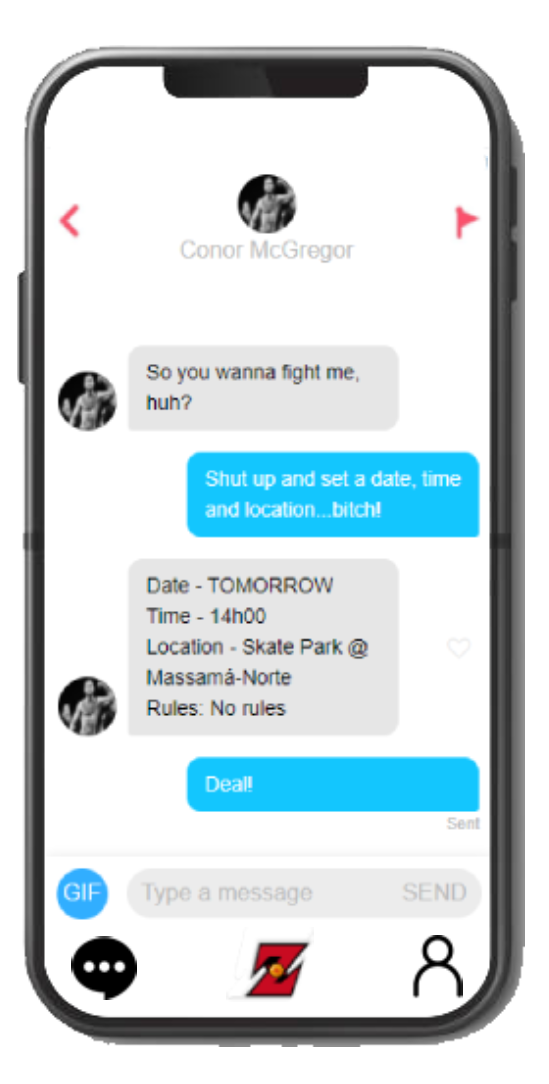 Conor McGregor
So you wanna fight me,
huh?
Shut up and set a date, time
and location...bitch!
Date - TOMORROW
Time - 14h00
Location - Skate Park @
Massamá-Norte
Rules: No rules
Deal!
Sent
GIF
Type a message
SEND